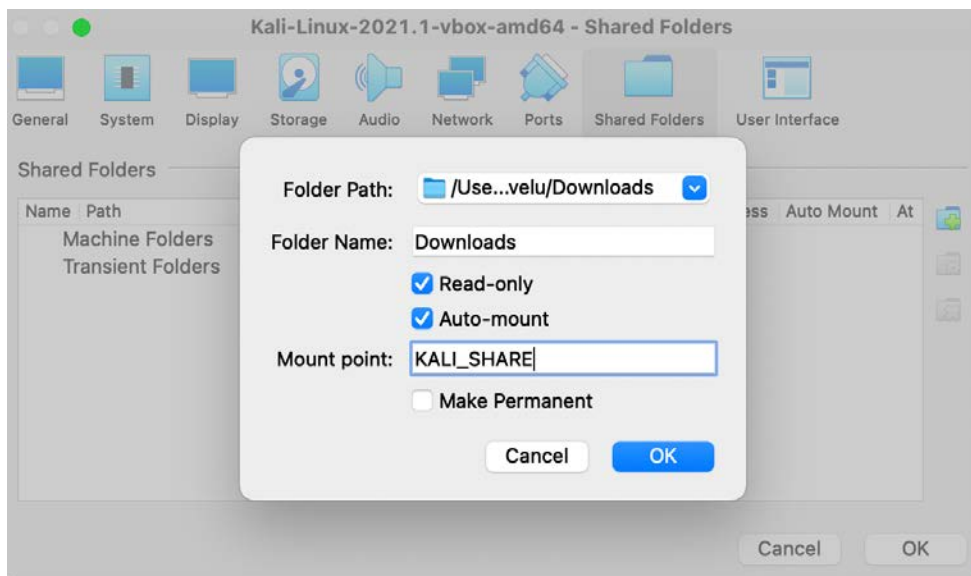 Kali-Linux-2021.1-vbox-amd64 - Shared Folders
General System Display Storage Audio Network Ports Shared Folders User Interface
Shared Folders
Name Path ess Auto Mount At
Machine Folders
Transient Folders
Folder Path: /Use...velu/Downloads
Folder Name: Downloads
Read-only
Auto-mount
Mount point: KALI_SHARE
Make Permanent
Cancel OK
Cancel OK